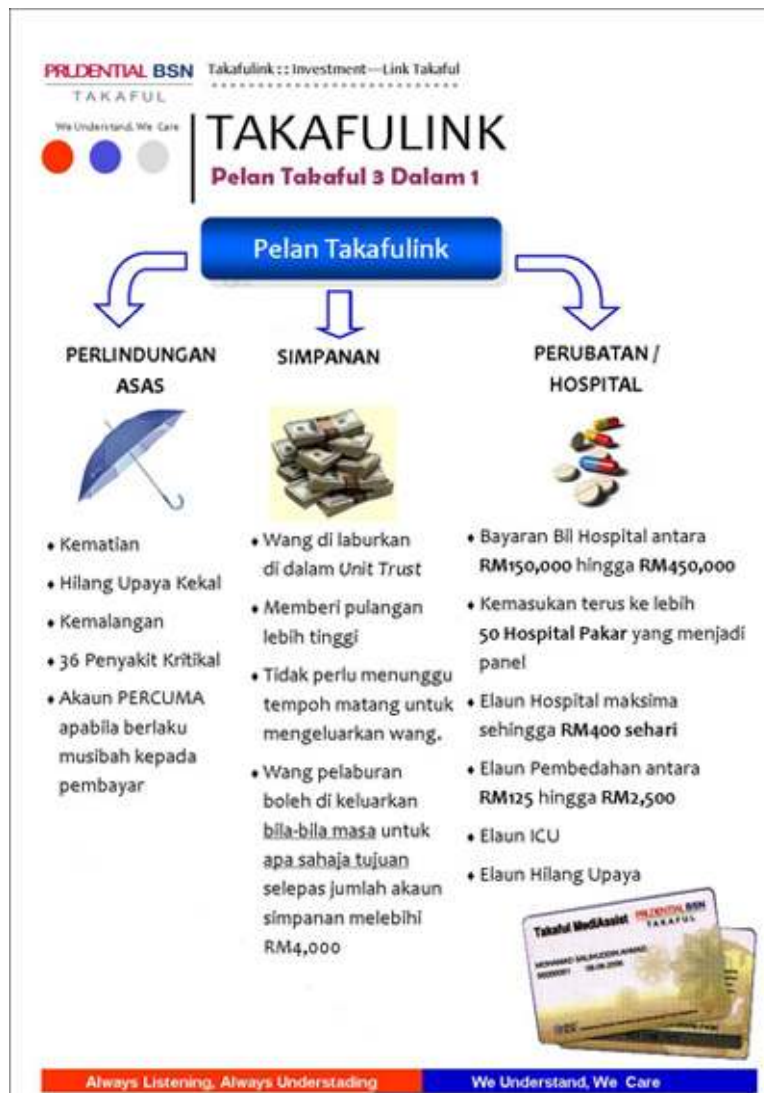 PRUDENTIAL BSN
TAKAFUL
We Understand, We Care
Takafulink :: Investment—Link Takaful
TAKAFULINK
Pelan Takaful 3 Dalam 1
Pelan Takafulink
PERLINDUNGAN
ASAS
♦ Kematian
♦ Hilang Upaya Kekal
♦ Kemalangan
♦ 36 Penyakit Kritikal
♦ Akaun PERCUMA
apabila berlaku
musibah kepada
pembayar
SIMPANAN
♦ Wang di laburkan
di dalam Unit Trust
♦ Memberi pulangan
lebih tinggi
♦ Tidak perlu menunggu
tempoh matang untuk
mengeluarkan wang.
♦ Wang pelaburan
boleh di keluarkan
bila-bila masa untuk
apa sahaja tujuan
selepas jumlah akaun
simpanan melebihi
RM4,000
PERUBATAN /
HOSPITAL
♦ Bayaran Bil Hospital antara
RM150,000 hingga RM450,000
♦ Kemasukan terus ke lebih
50 Hospital Pakar yang menjadi
panel
♦ Elaun Hospital maksima
sehingga RM400 sehari
♦ Elaun Pembedahan antara
RM125 hingga RM2,500
♦ Elaun ICU
♦ Elaun Hilang Upaya
Takaful MediAssist
PRUDENTIAL BSN
TAKAFUL
Always Listening, Always Understading
We Understand, We Care